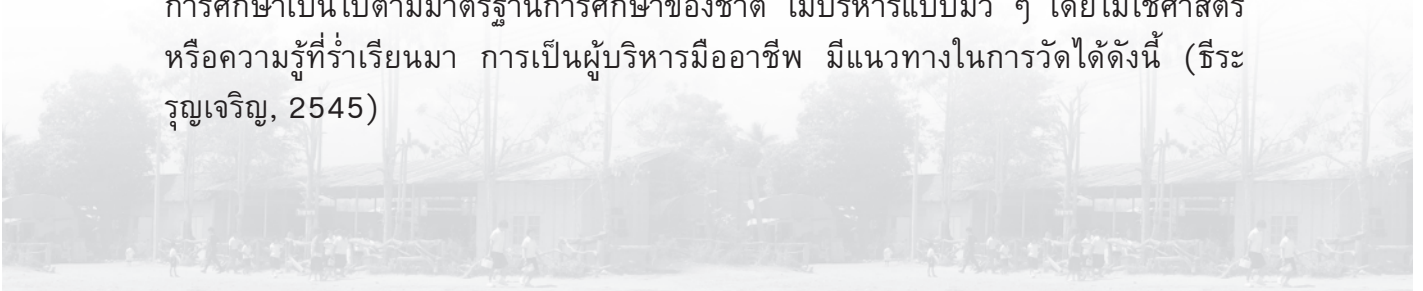 การศึกษาเป็นไปตามมาตรฐานการศึกษาของชาติ ไม่บริหารแบบมั่ว ๆ โดยไม่ใช้ศาสตร์
หรือความรู้ที่ร่ำเรียนมา การเป็นผู้บริหารมืออาชีพ มีแนวทางในการวัดได้ดังนี้ (ธีระ
รุญเจริญ, 2545)